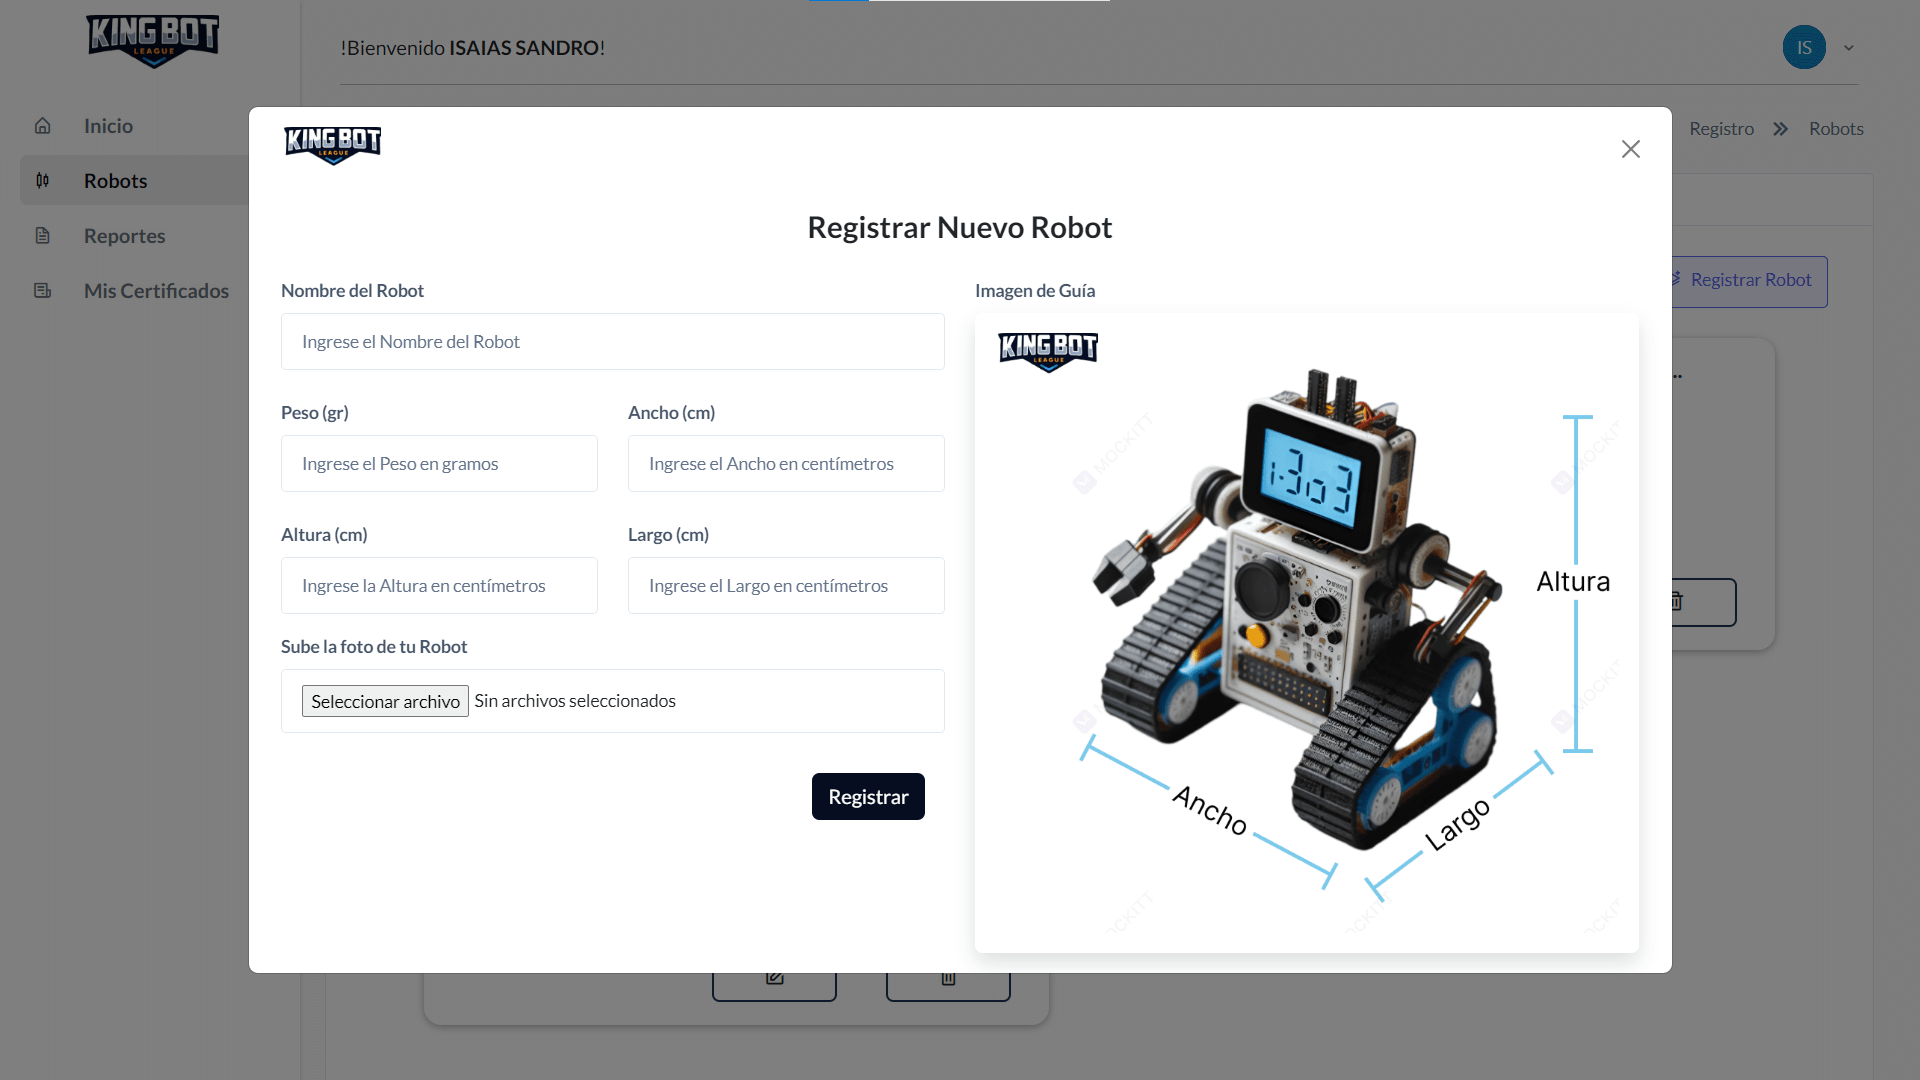 KING BOT
LEAGUE
!Bienvenido ISAIAS SANDRO!
IS
Inicio
Robots
Reportes
Mis Certificados
Registro
Robots
Registrar Robot
..
KING BOT
LEAGUE
Registrar Nuevo Robot
Nombre del Robot
Ingrese el Nombre del Robot
Peso (gr)
Ancho (cm)
Ingrese el Peso en gramos
Ingrese el Ancho en centímetros
Altura (cm)
Largo (cm)
Ingrese la Altura en centímetros
Ingrese el Largo en centímetros
Sube la foto de tu Robot
Seleccionar archivo Sin archivos seleccionados
Registrar
Imagen de Guía
KING BOT
LEAGUE
MOCKITT
Altura
Ancho
Largo